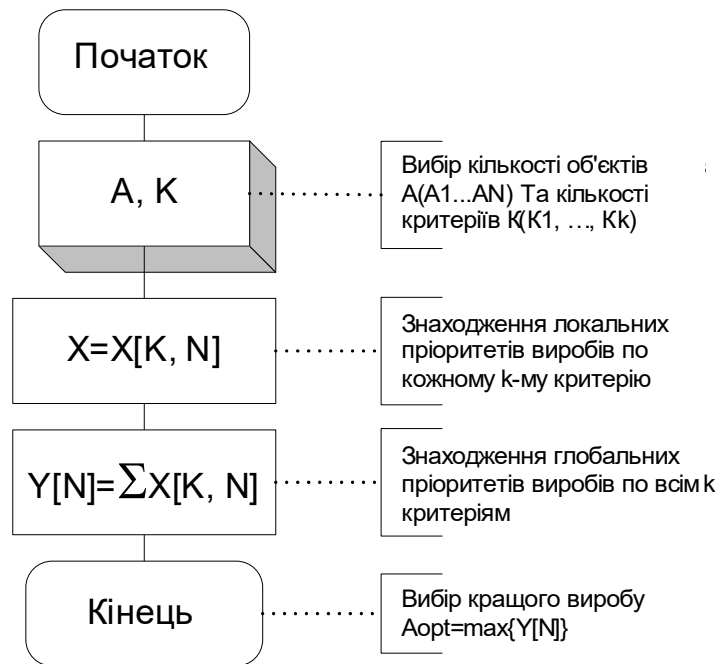 Початок
A, K
Вибір кількості об'єктів
A(A1...AN) Та кількості
критеріїв К(К1, …, Kk)
X=X[K, N]
Знаходження локальних
пріоритетів виробів по
кожному k-му критерію
Y[N]=∑X[K, N]
Знаходження глобальних
пріоритетів виробів по всім k
критеріям
Кінець
Вибір кращого виробу
Aopt=max{Y[N]}